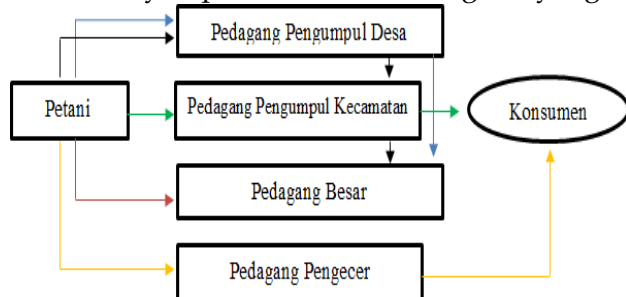 Pedagang Pengumpul Desa
Petani
Pedagang Pengumpul Kecamatan
Konsumen
Pedagang Besar
Pedagang Pengecer